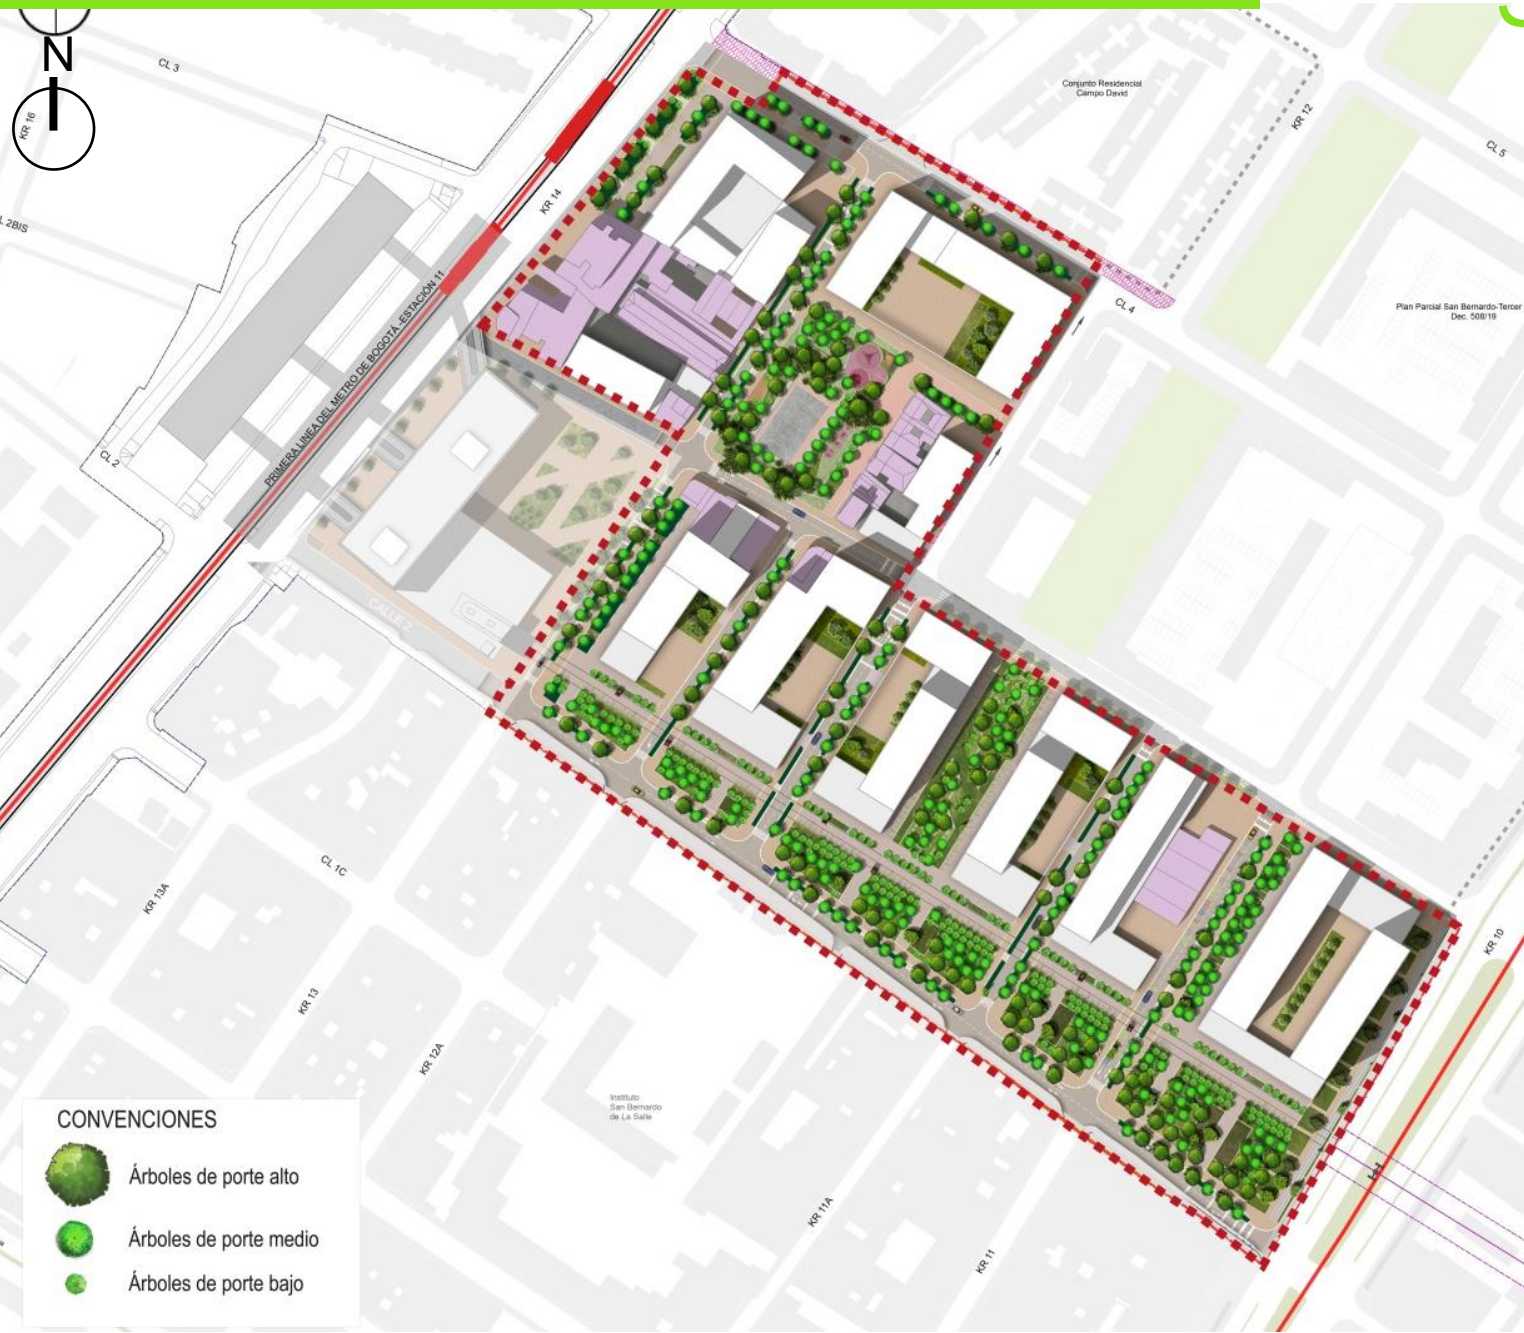 N
CL 3
KR 16
CL 2BIS
KR 14
Conjunto Residencial
Campo David
KR 12
CL 5
CL 4
Plan Parcial San Bernardo-Tercer
Dec. 508/19
PRIMERA LINEA DEL METRO DE BOGOTÁ -ESTACIÓN 11
CL 2
CALLE 2
CL 1C
KR 13A
KR 13
KR 12A
Instituto
San Bernardo
de La Salle
KR 11A
KR 11
KR 10
CONVENCIONES
Árboles de porte alto
Árboles de porte medio
Árboles de porte bajo